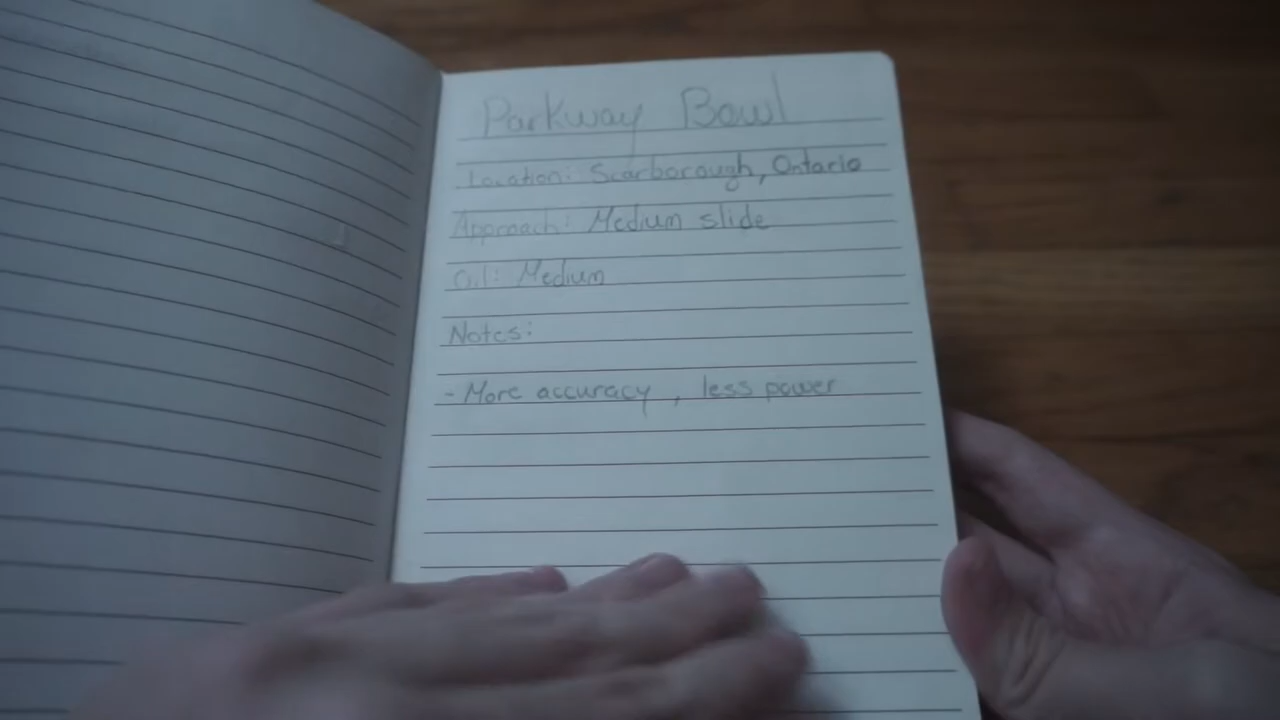 Parkway Bowl
Location: Scarborough, Ontario
Approach: Medium slide
Oil: Medium
Notes:
- More accuracy, less power